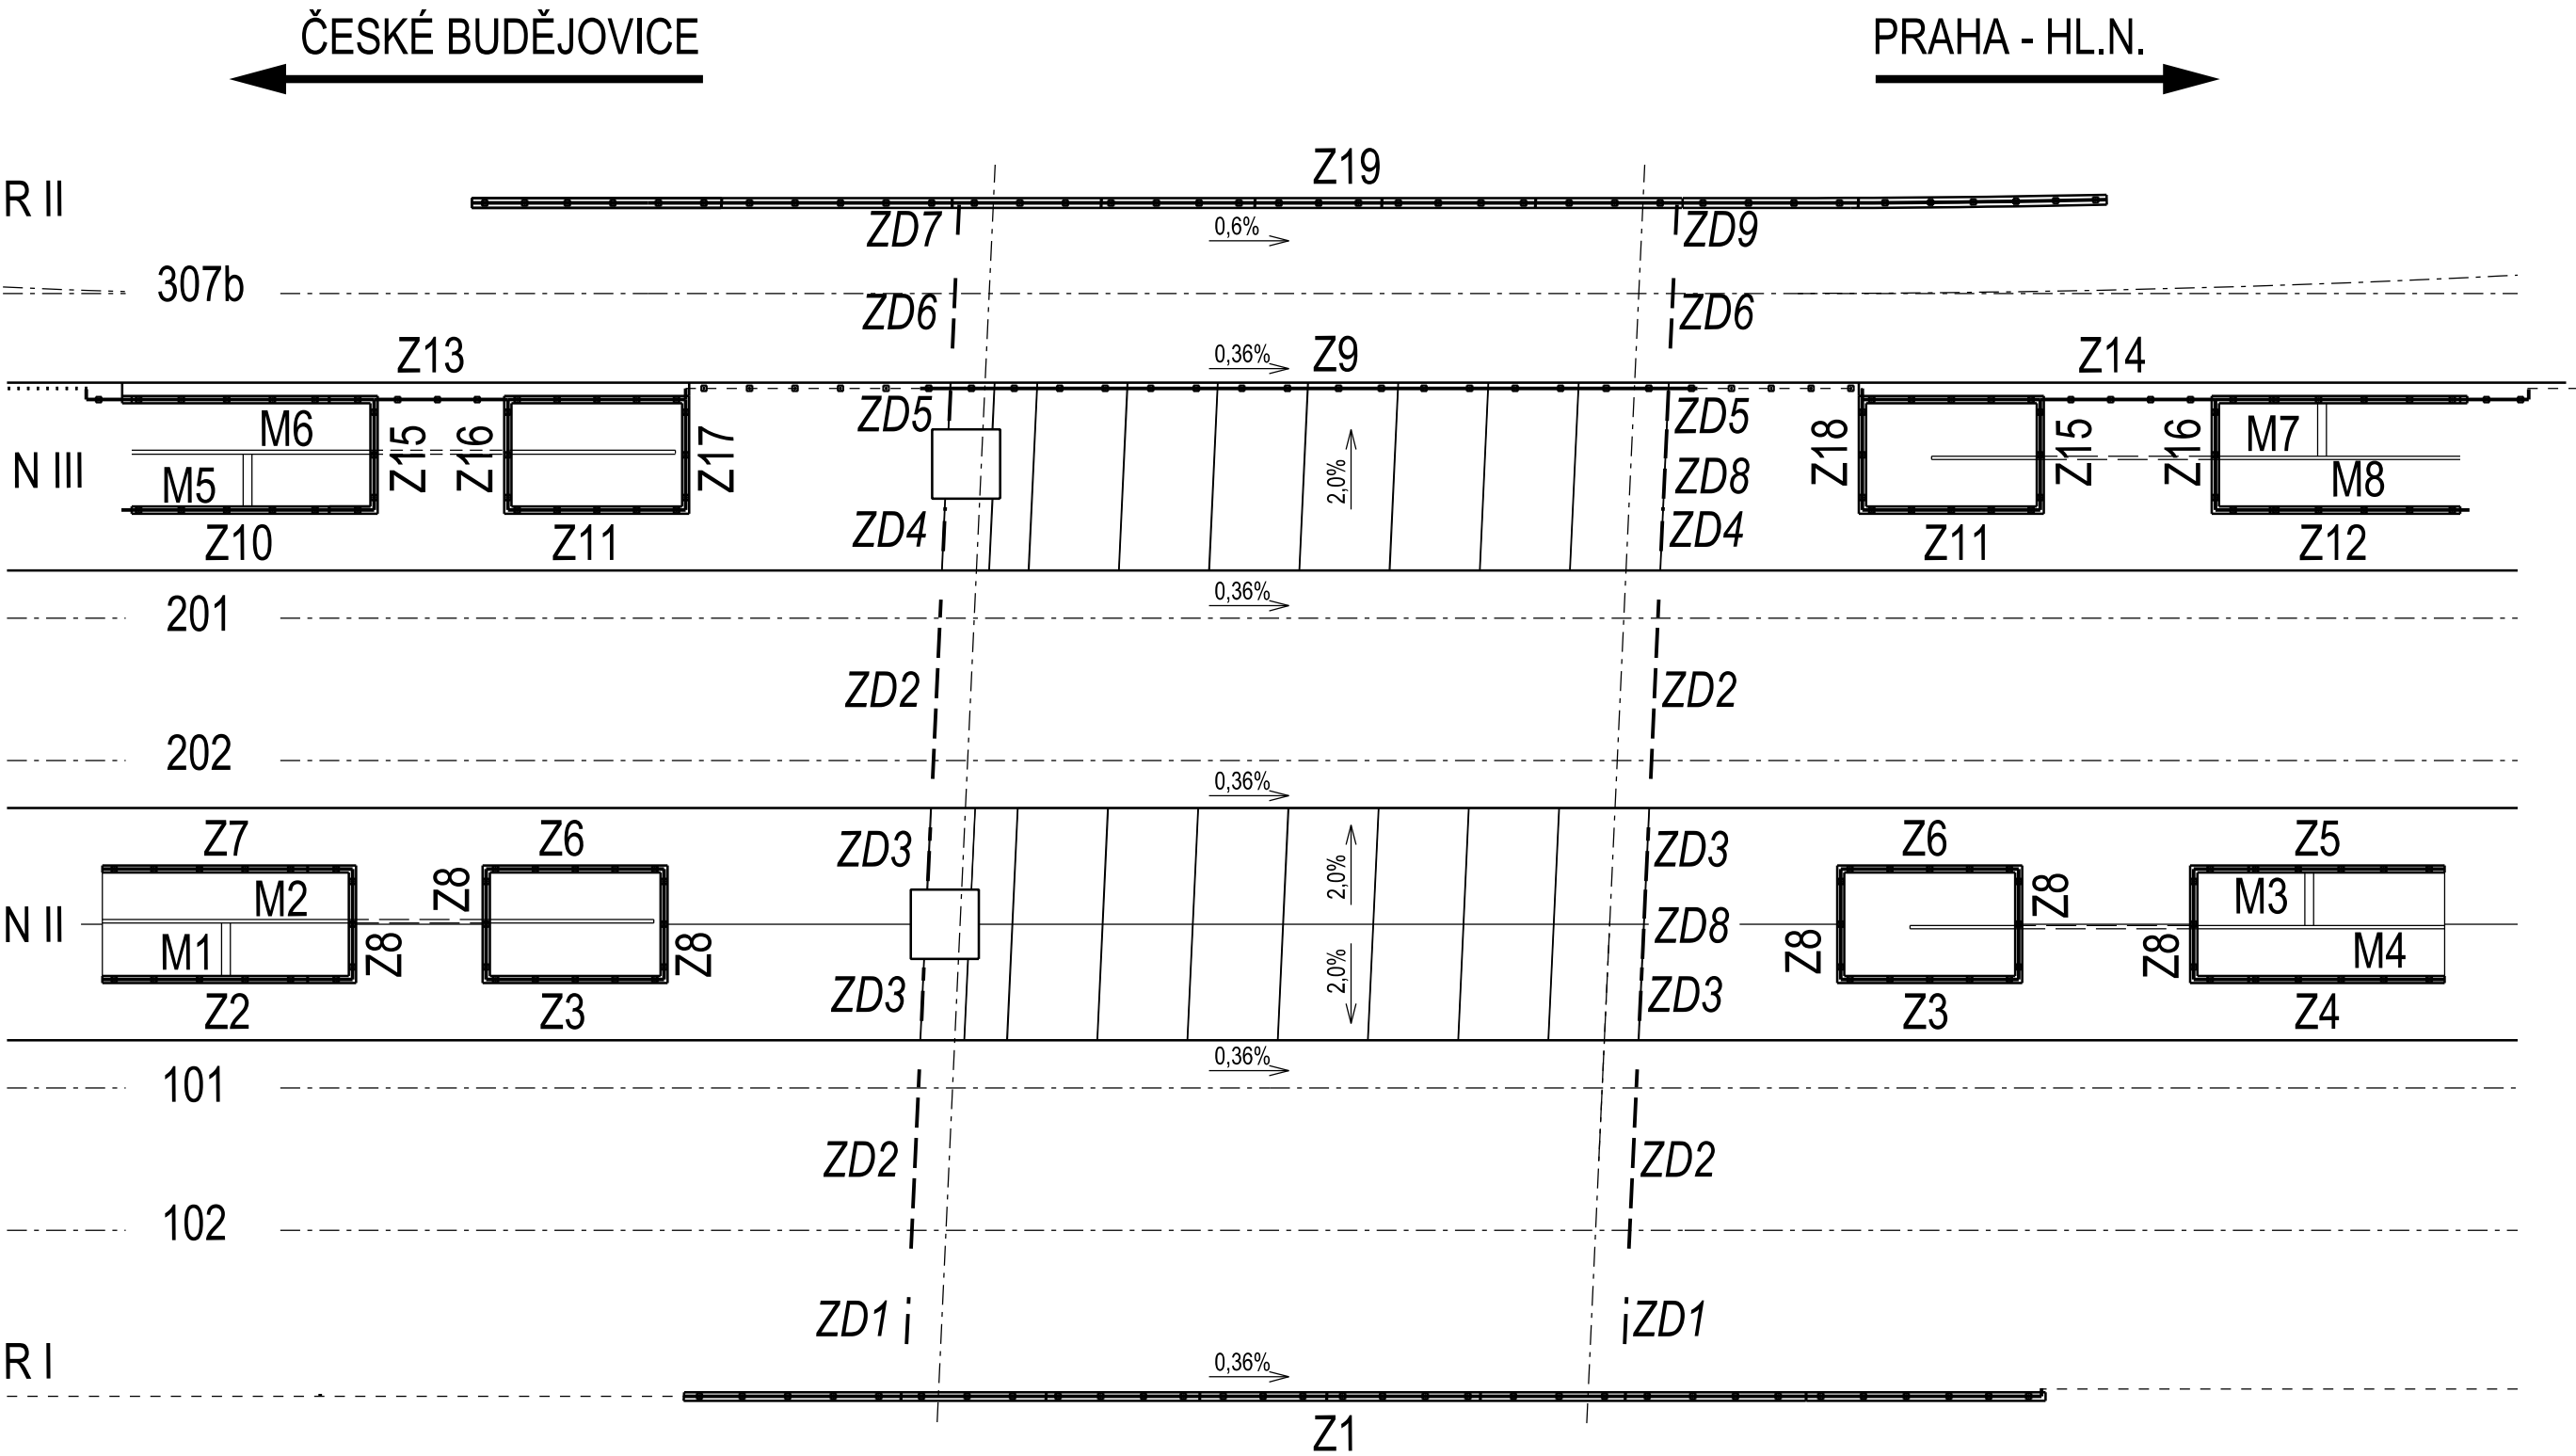 ČESKÉ BUDĚJOVICE
PRAHA - HL.N.
Z19
R II
ZD7
0,6%
ZD9
307b
ZD6
ZD6
Z13
0,36%
Z9
Z14
N III
M6
M5
Z15
Z16
Z17
ZD5
2,0%
ZD5
ZD8
Z18
Z15
Z16
M7
M8
Z10
Z11
ZD4
ZD4
Z11
Z12
201
0,36%
ZD2
ZD2
202
0,36%
Z7
Z6
ZD3
ZD3
Z6
Z5
N II
M2
M1
Z8
Z8
Z8
2,0%
2,0%
ZD8
Z8
Z8
Z8
M3
M4
Z2
Z3
ZD3
ZD3
Z3
Z4
101
0,36%
ZD2
ZD2
102
ZD1
ZD1
R I
0,36%
Z1